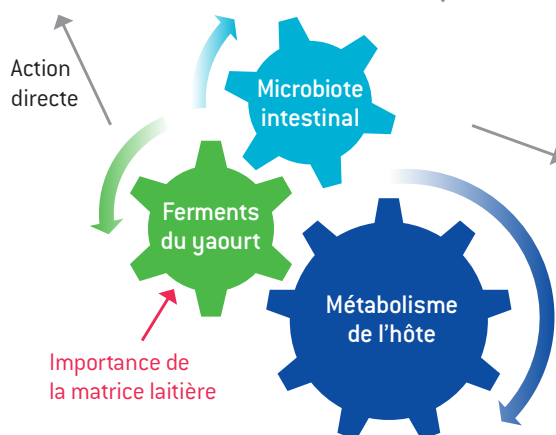 Action
directe
Microbiote
intestinal
Ferments
du yaourt
Métabolisme
de l'hôte
Importance de
la matrice laitière